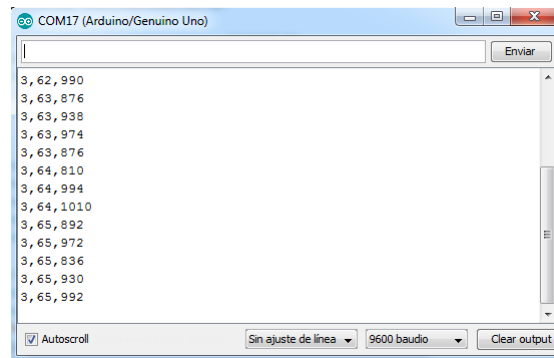 COM17 (Arduino/Genuino Uno)
Enviar
3,62,990
3,63,876
3,63,938
3,63,974
3,63,876
3,64,810
3,64,994
3,64,1010
3,65,892
3,65,972
3,65,836
3,65,930
3,65,992
Autoscroll
Sin ajuste de línea
9600 baudio
Clear output